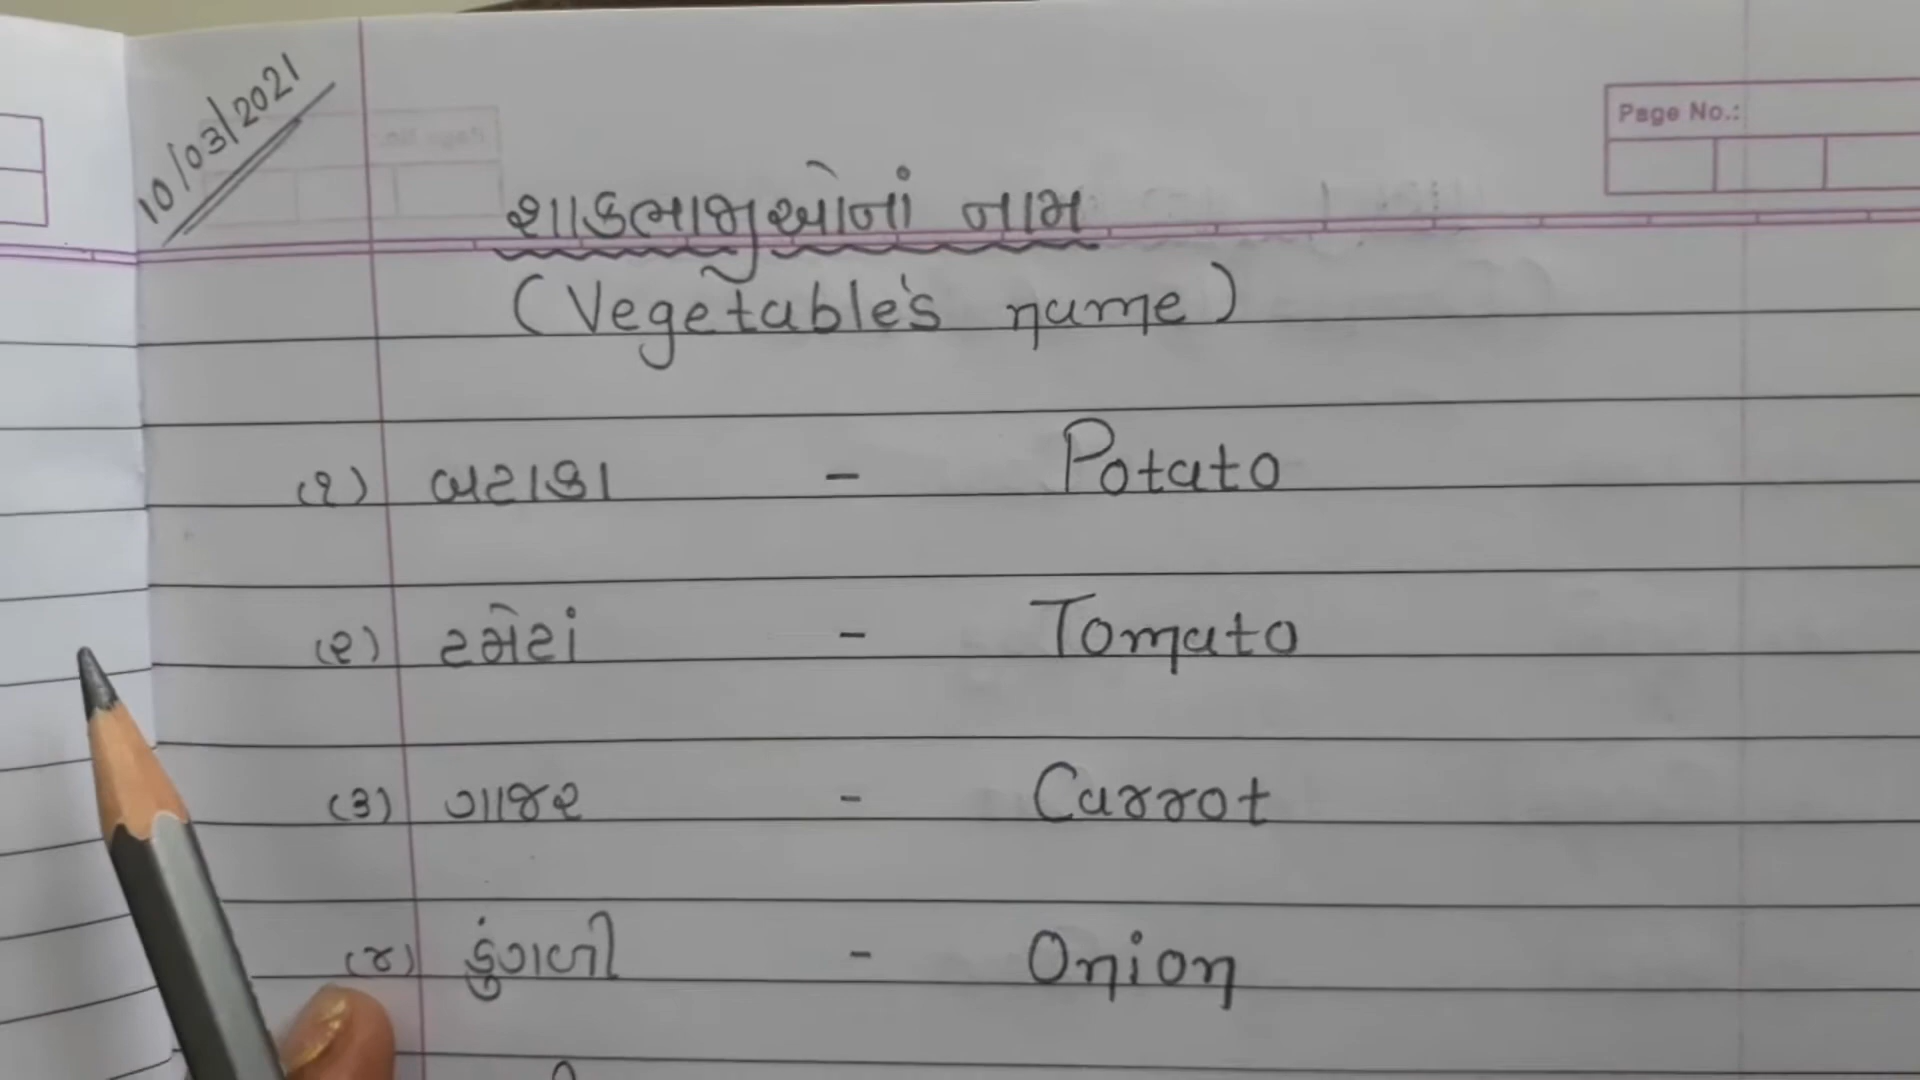 10/03/2021
Page No.:
શાકભાજીઓનાં નામ
(Vegetable's name)
(૧) બટાકા - Potato
(૨) ટમેટાં - Tomato
(૩) ગાજર - Carrot
(૪) ડુંગળી - Onion